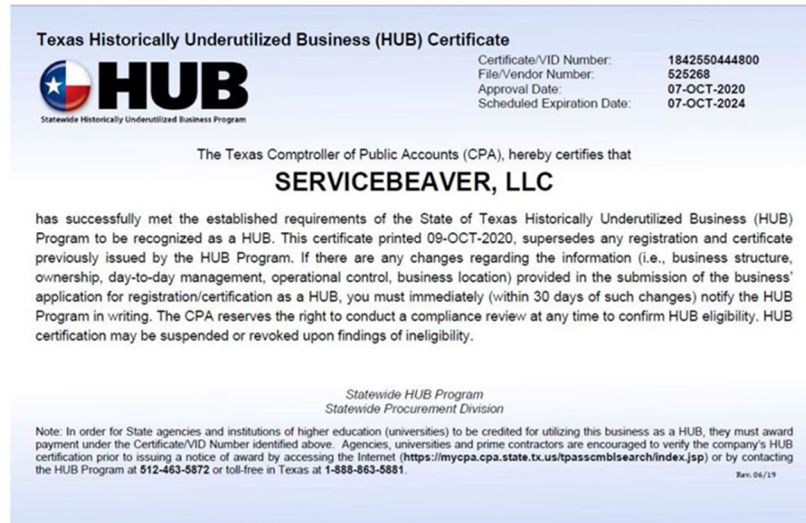 Texas Historically Underutilized Business (HUB) Certificate
HUB
Statewide Historically Underutilized Business Program
Certificate/VID Number: 1842550444800
File/Vendor Number: 525268
Approval Date: 07-OCT-2020
Scheduled Expiration Date: 07-OCT-2024
The Texas Comptroller of Public Accounts (CPA), hereby certifies that
SERVICEBEAVER, LLC
has successfully met the established requirements of the State of Texas Historically Underutilized Business (HUB)
Program to be recognized as a HUB. This certificate printed 09-OCT-2020, supersedes any registration and certificate
previously issued by the HUB Program. If there are any changes regarding the information (i.e., business structure,
ownership, day-to-day management, operational control, business location) provided in the submission of the business'
application for registration/certification as a HUB, you must immediately (within 30 days of such changes) notify the HUB
Program in writing. The CPA reserves the right to conduct a compliance review at any time to confirm HUB eligibility. HUB
certification may be suspended or revoked upon findings of ineligibility.
Statewide HUB Program
Statewide Procurement Division
Note: In order for State agencies and institutions of higher education (universities) to be credited for utilizing this business as a HUB, they must award
payment under the Certificate/VID Number identified above. Agencies, universities and prime contractors are encouraged to verify the company's HUB
certification prior to issuing a notice of award by accessing the Internet (https://mycpa.cpa.state.tx.us/tpasscmblsearch/index.jsp) or by contacting
the HUB Program at 512-463-5872 or toll-free in Texas at 1-888-863-5881.
Rev. 06/19